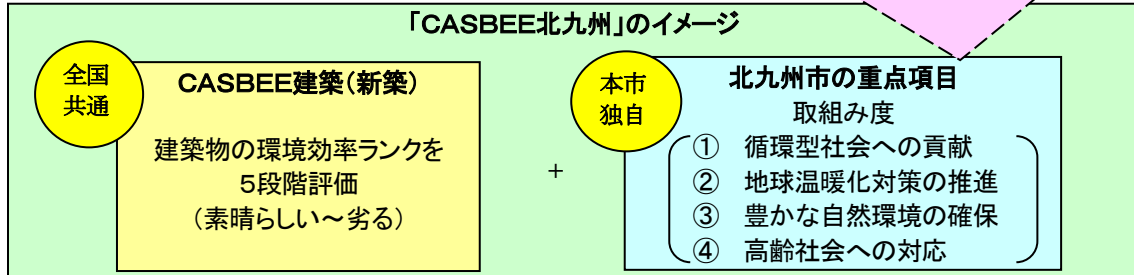 「CASBEE北九州」のイメージ
全国
共通
CASBEE建築(新築)
建築物の環境効率ランクを
5段階評価
(素晴らしい~劣る)
+
本市
独自
北九州市の重点項目
取組み度
① 循環型社会への貢献
② 地球温暖化対策の推進
③ 豊かな自然環境の確保
④ 高齢社会への対応